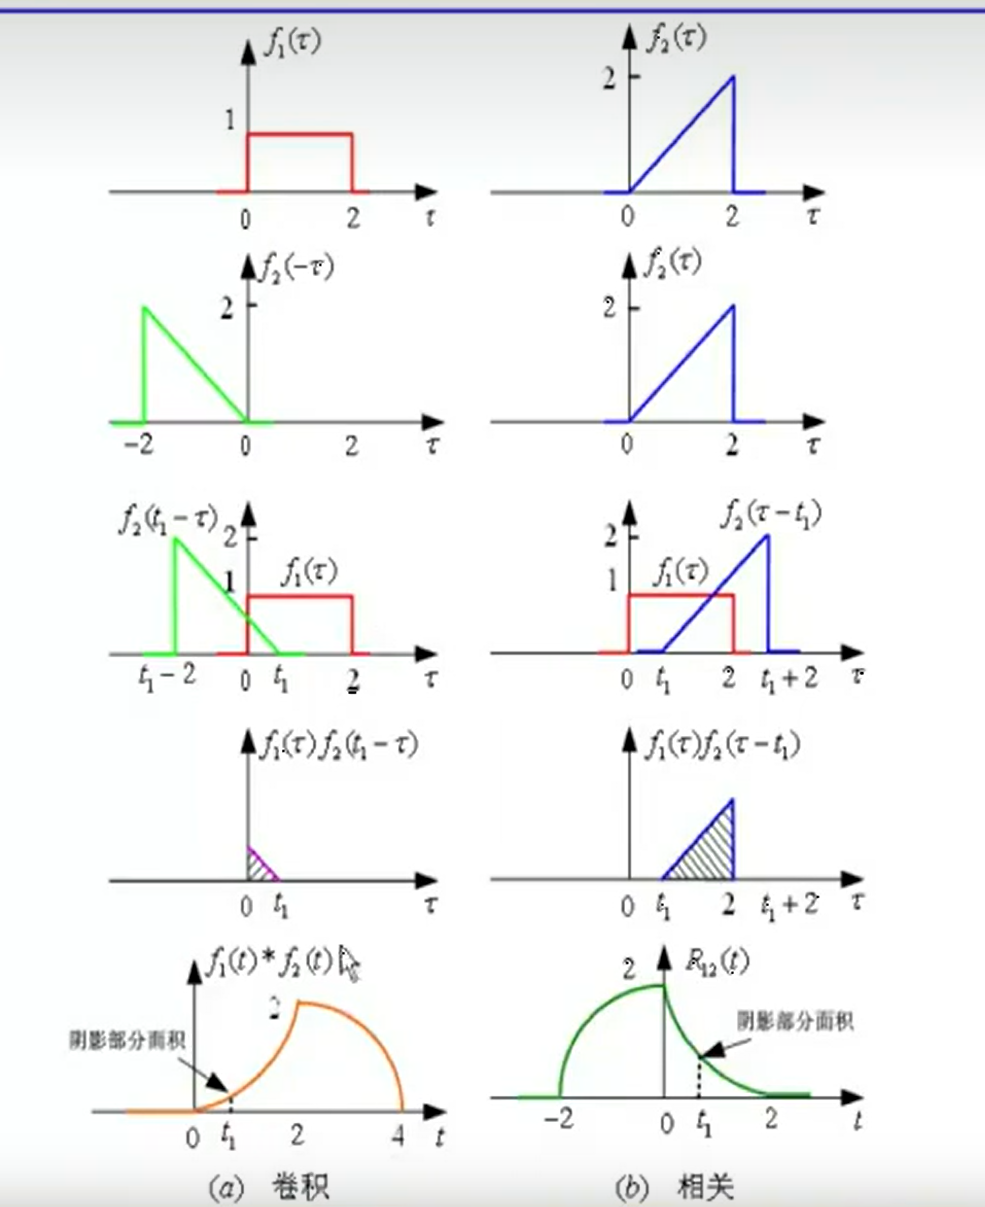 f₁(τ)
1
0 2 τ
f₂(τ)
2
0 2 τ
f₂(−τ)
2
−2 0 2 τ
f₂(τ)
2
0 2 τ
f₂(t₁−τ)
2
1
f₁(τ)
t₁−2 0 t₁ 2 τ
f₂(τ−t₁)
2
1
f₁(τ)
0 t₁ 2 t₁+2 τ
f₁(τ)f₂(t₁−τ)
0 t₁ τ
f₁(τ)f₂(τ−t₁)
0 t₁ 2 t₁+2 τ
f₁(t)*f₂(t)
2
阴影部分面积
0 t₁ 2 4 t
(a) 卷积
2
R₁₂(t)
阴影部分面积
−2 0 t₁ 2 t
(b) 相关